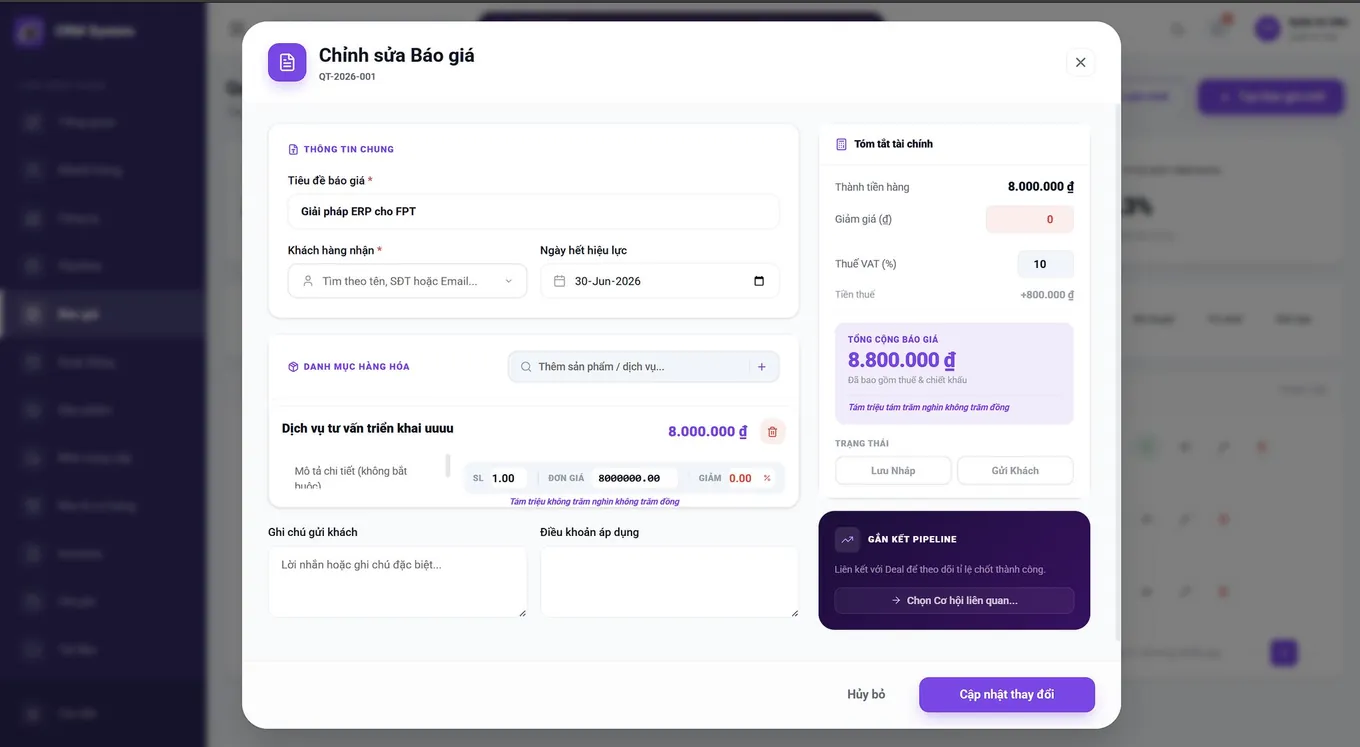 CRM System
Chỉnh sửa Báo giá
QT-2026-001
THÔNG TIN CHUNG
Tiêu đề báo giá *
Giải pháp ERP cho FPT
Khách hàng nhận *
Ngày hết hiệu lực
Tìm theo tên, SĐT hoặc Email...
30-Jun-2026
DANH MỤC HÀNG HÓA
Thêm sản phẩm / dịch vụ...
+
Dịch vụ tư vấn triển khai uuuu
8.000.000 ₫
Mô tả chi tiết (không bắt
buộc)
SL 1.00 ĐƠN GIÁ 8000000.00 GIẢM 0.00 %
Tám triệu không trăm nghìn không trăm đồng
Ghi chú gửi khách
Điều khoản áp dụng
Lời nhắn hoặc ghi chú đặc biệt...
Tóm tắt tài chính
Thành tiền hàng 8.000.000 ₫
Giảm giá (₫) 0
Thuế VAT (%) 10
Tiền thuế +800.000 ₫
TỔNG CỘNG BÁO GIÁ
8.800.000 ₫
Đã bao gồm thuế & chiết khấu
Tám triệu tám trăm nghìn không trăm đồng
TRẠNG THÁI
Lưu Nháp
Gửi Khách
GẮN KẾT PIPELINE
Liên kết với Deal để theo dõi tỉ lệ chốt thành công.
Chọn Cơ hội liên quan...
Hủy bỏ
Cập nhật thay đổi